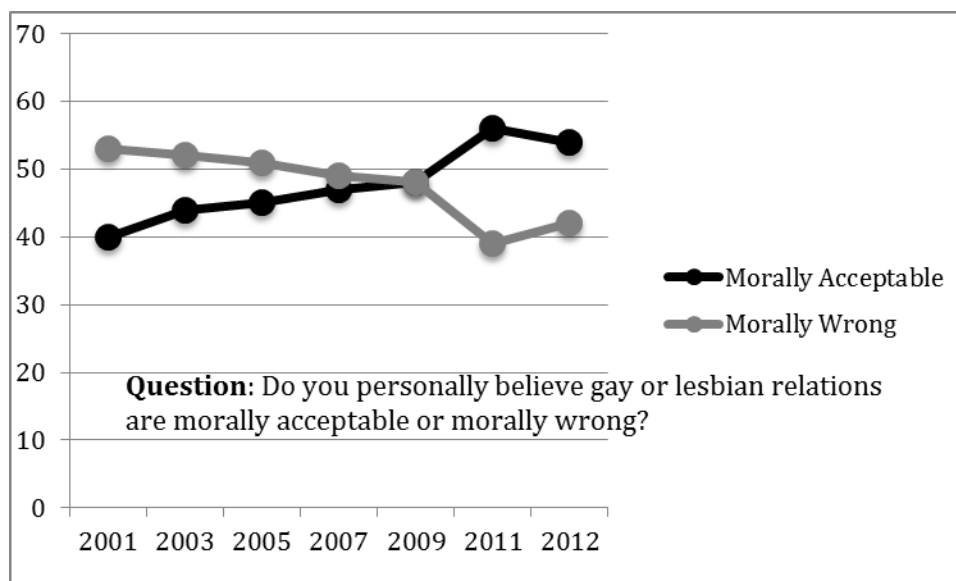 70
60
50
40
30
20
10
0
Morally Acceptable
Morally Wrong
Question: Do you personally believe gay or lesbian relations
are morally acceptable or morally wrong?
2001 2003 2005 2007 2009 2011 2012